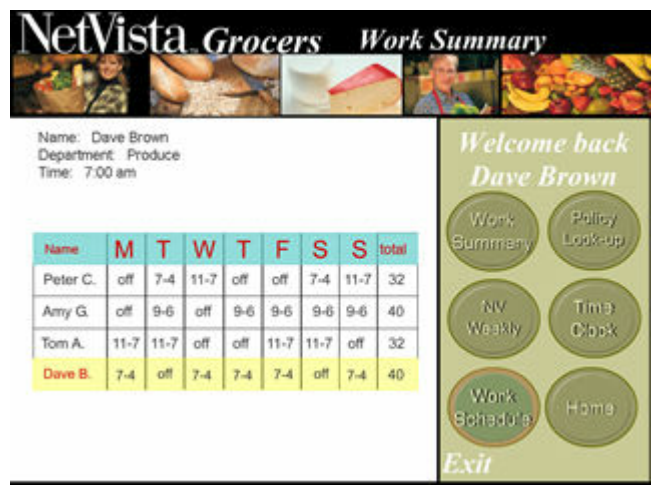 NetVista Grocers Work Summary
Name: Dave Brown
Department: Produce
Time: 7:00 am
Name M T W T F S S total
Peter C. off 7-4 11-7 off off 7-4 11-7 32
Amy G. off 9-6 off 9-6 9-6 9-6 9-6 40
Tom A. 11-7 11-7 off off 11-7 11-7 off 32
Dave B. 7-4 off 7-4 7-4 7-4 off 7-4 40
Welcome back
Dave Brown
Work Summary
Policy Look-up
NV Weekly
Time Clock
Work Schedule
Home
Exit